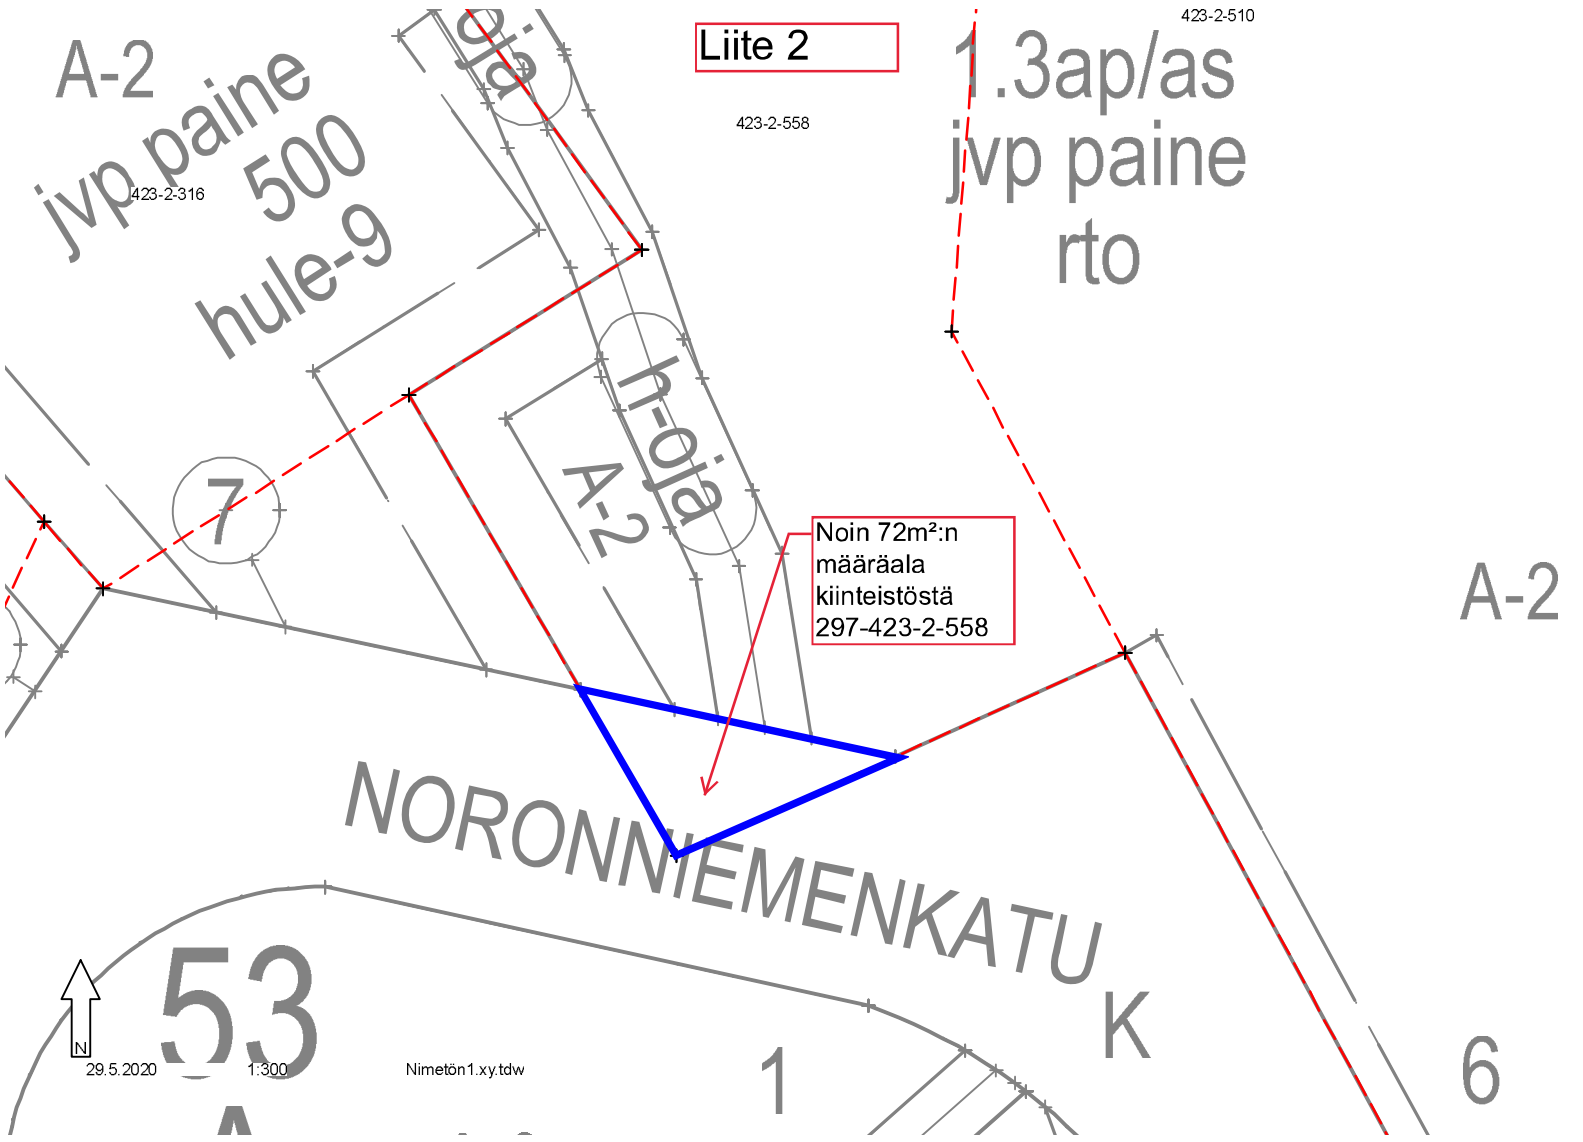 423-2-510
Liite 2
A-2
1.3ap/as
jvp paine
rto
423-2-558
jvp paine
500
hule-9
423-2-316
h-oja
A-2
7
Noin 72m²:n
määräala
kiinteistöstä
297-423-2-558
A-2
NORONNIEMENKATU
K
53
1
6
N
29.5.2020
1:300
Nimetön1.xy.tdw